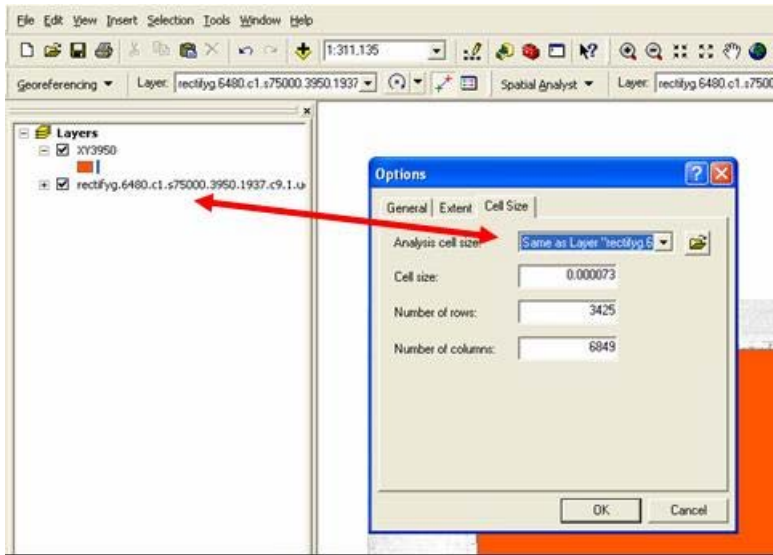 File Edit View Insert Selection Tools Window Help
1:311,135
Georeferencing Layer: rectifyg.6480.c1.s75000.3950.1937 Spatial Analyst Layer: rectifyg.6480.c1.s7500
Layers
XY3950
rectifyg.6480.c1.s75000.3950.1937.c9.1.u
Options
General Extent Cell Size
Analysis cell size: Same as Layer "rectifyg.6
Cell size: 0.000073
Number of rows: 3425
Number of columns: 6849
OK Cancel